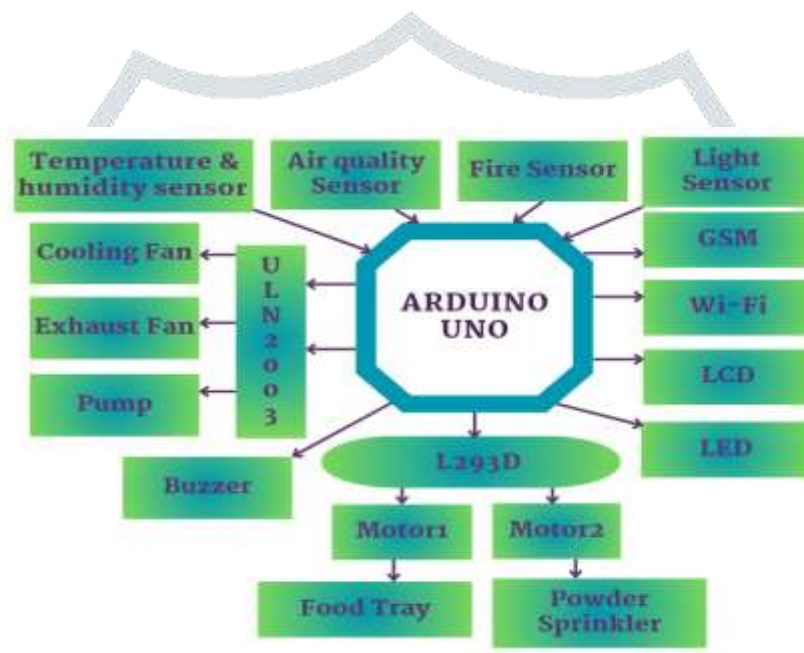 Temperature &
humidity sensor
Air quality
Sensor
Fire Sensor
Light
Sensor
Cooling Fan
Exhaust Fan
Pump
U
L
N
2
0
0
3
ARDUINO
UNO
GSM
Wi-Fi
LCD
LED
Buzzer
L293D
Motor1
Motor2
Food Tray
Powder
Sprinkler